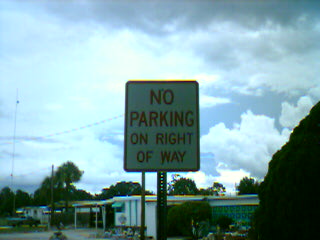 NO
PARKING
ON RIGHT
OF WAY